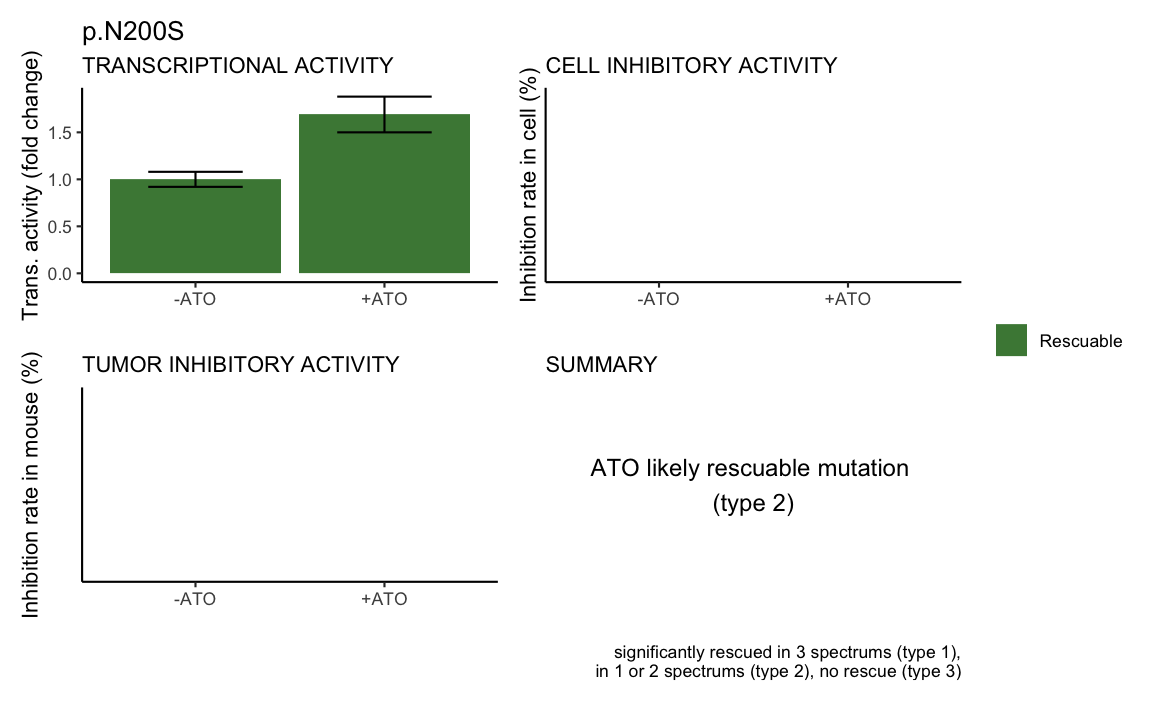 p.N200S
TRANSCRIPTIONAL ACTIVITY
Trans. activity (fold change)
1.5
1.0
0.5
0.0
-ATO +ATO
CELL INHIBITORY ACTIVITY
Inhibition rate in cell (%)
-ATO +ATO
Rescuable
TUMOR INHIBITORY ACTIVITY
Inhibition rate in mouse (%)
-ATO +ATO
SUMMARY
ATO likely rescuable mutation
(type 2)
significantly rescued in 3 spectrums (type 1),
in 1 or 2 spectrums (type 2), no rescue (type 3)